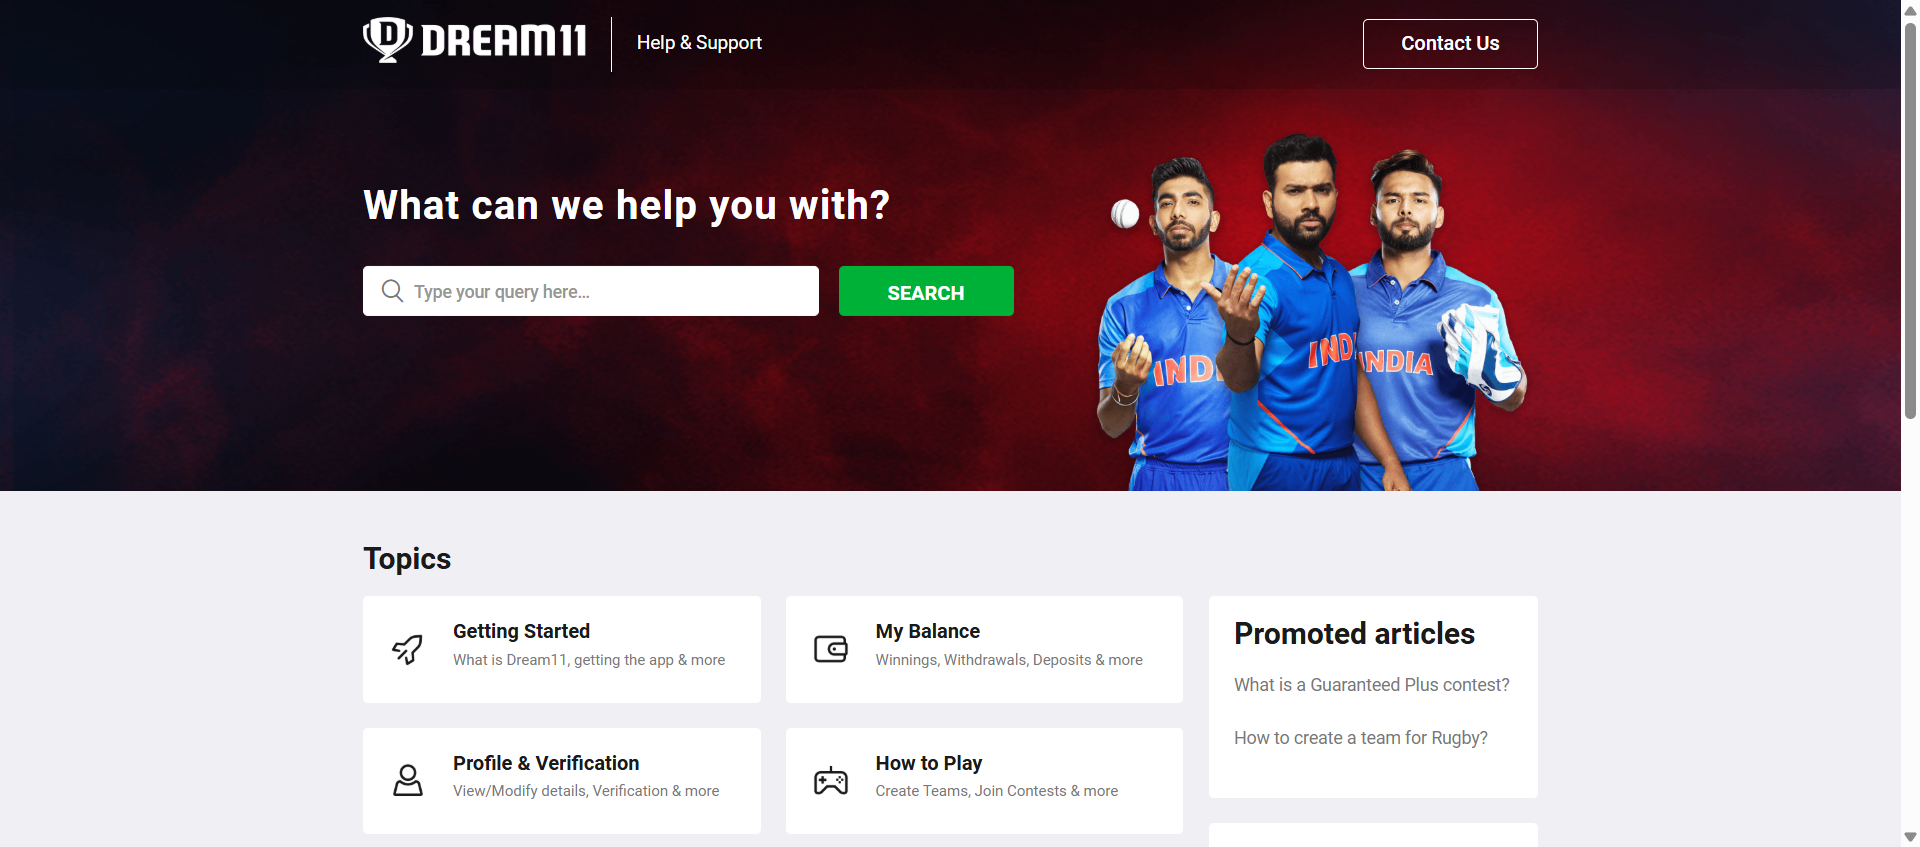 DREAM11
Help & Support
Contact Us
What can we help you with?
Type your query here...
SEARCH
INDIA
INDIA
Topics
Getting Started
What is Dream11, getting the app & more
My Balance
Winnings, Withdrawals, Deposits & more
Profile & Verification
View/Modify details, Verification & more
How to Play
Create Teams, Join Contests & more
Promoted articles
What is a Guaranteed Plus contest?
How to create a team for Rugby?